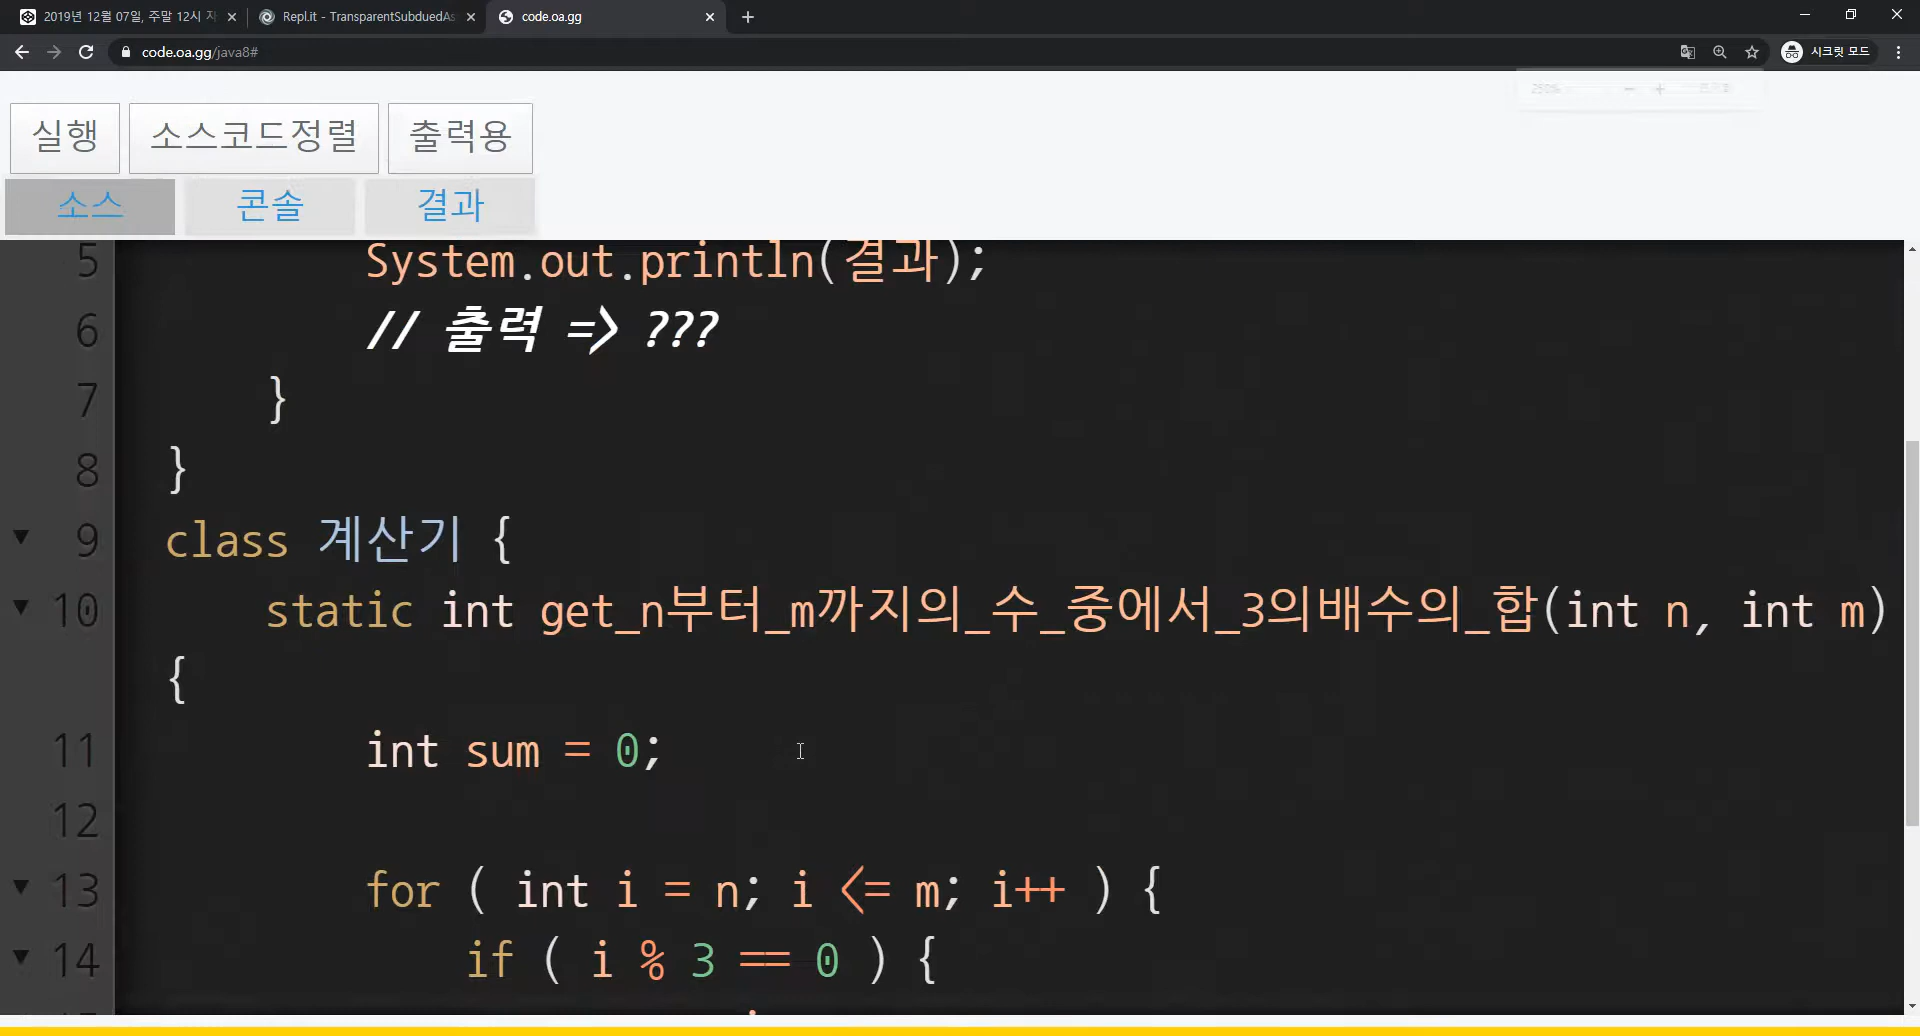 2019년 12월 07일, 주말 12시 자
Repl.it - TransparentSubduedAs
code.oa.gg
code.oa.gg/java8#
시크릿 모드
250%
실행 소스코드정렬 출력용
소스 콘솔 결과
5 System.out.println(결과);
6 // 출력 => ???
7 }
8 }
9 class 계산기 {
10 static int get_n부터_m까지의_수_중에서_3의배수의_합(int n, int m)
{
11 int sum = 0;
12
13 for ( int i = n; i <= m; i++ ) {
14 if ( i % 3 == 0 ) {